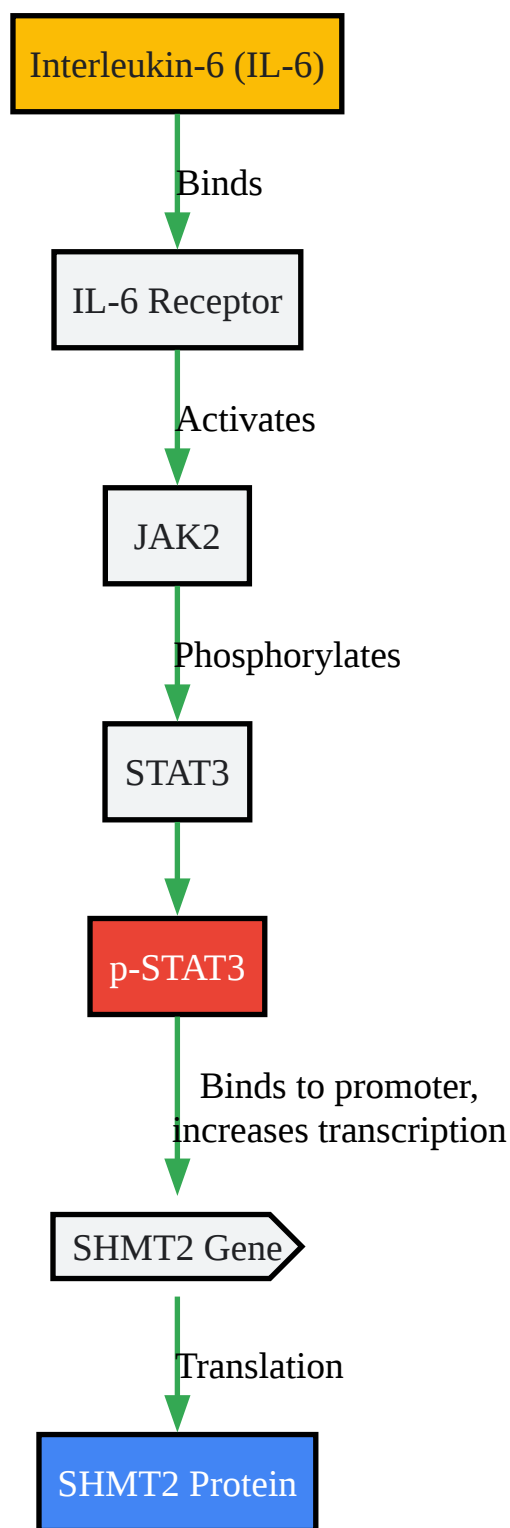 Interleukin-6 (IL-6)
Binds
IL-6 Receptor
Activates
JAK2
Phosphorylates
STAT3
p-STAT3
Binds to promoter,
increases transcription
SHMT2 Gene
Translation
SHMT2 Protein